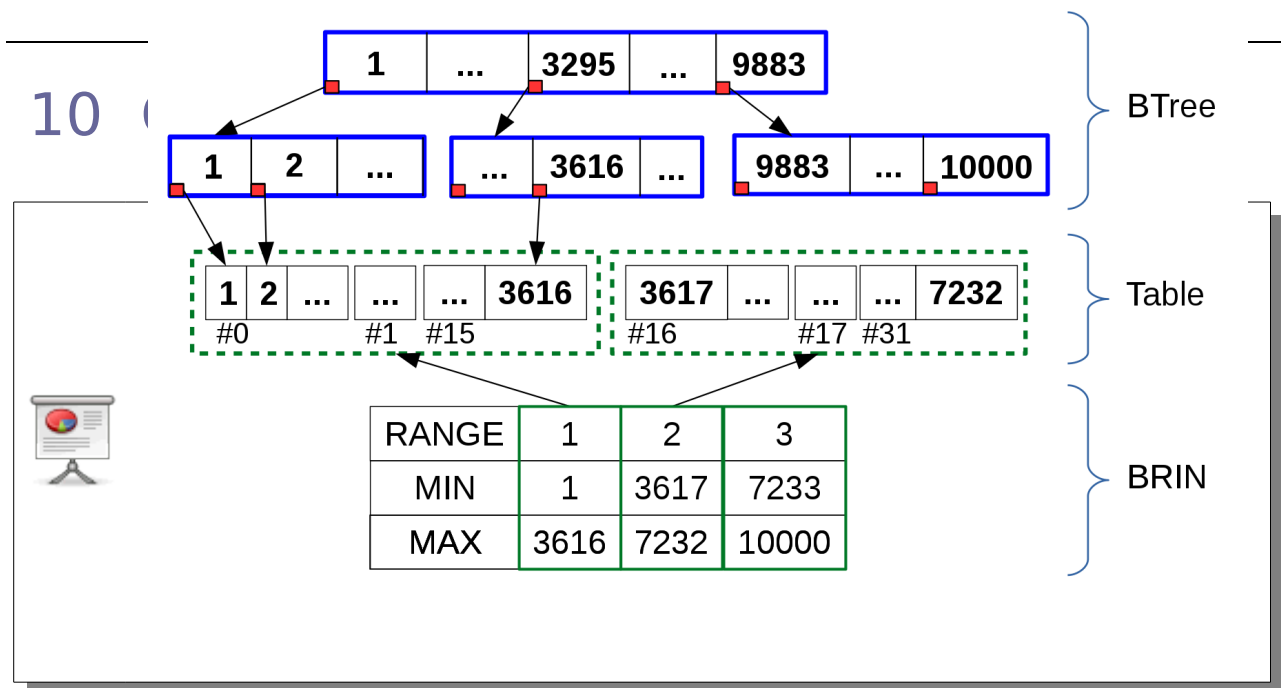 1 ... 3295 ... 9883
BTree
10
1 2 ... ... 3616 ... 9883 ... 10000
1 2 ... ... ... 3616 3617 ... ... ... 7232
Table
#0 #1 #15 #16 #17 #31
RANGE 1 2 3
MIN 1 3617 7233
BRIN
MAX 3616 7232 10000